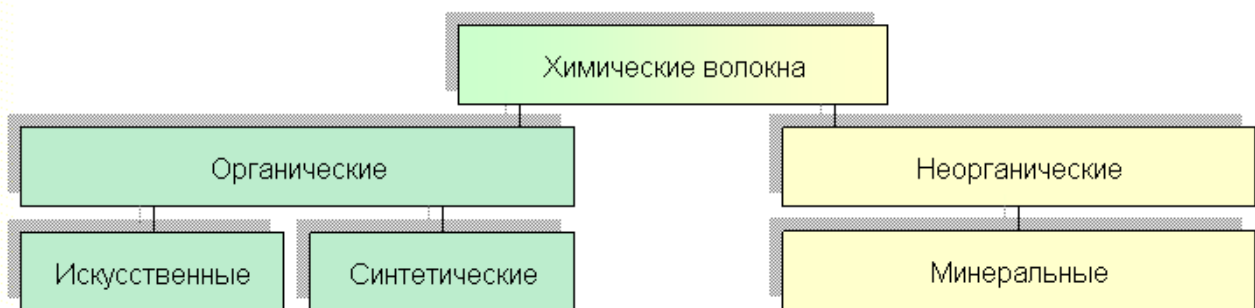 Химические волокна
Органические
Неорганические
Искусственные
Синтетические
Минеральные